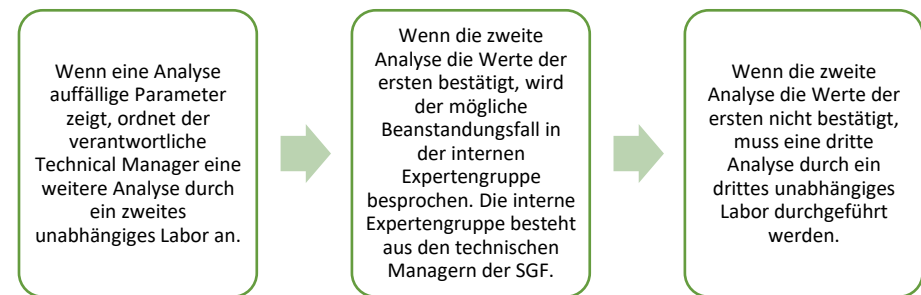 Wenn eine Analyse
auffällige Parameter
zeigt, ordnet der
verantwortliche
Technical Manager eine
weitere Analyse durch
ein zweites
unabhängiges Labor an.
Wenn die zweite
Analyse die Werte der
ersten bestätigt, wird
der mögliche
Beanstandungsfall in
der internen
Expertengruppe
besprochen. Die interne
Expertengruppe besteht
aus den technischen
Managern der SGF.
Wenn die zweite
Analyse die Werte der
ersten nicht bestätigt,
muss eine dritte
Analyse durch ein
drittes unabhängiges
Labor durchgeführt
werden.